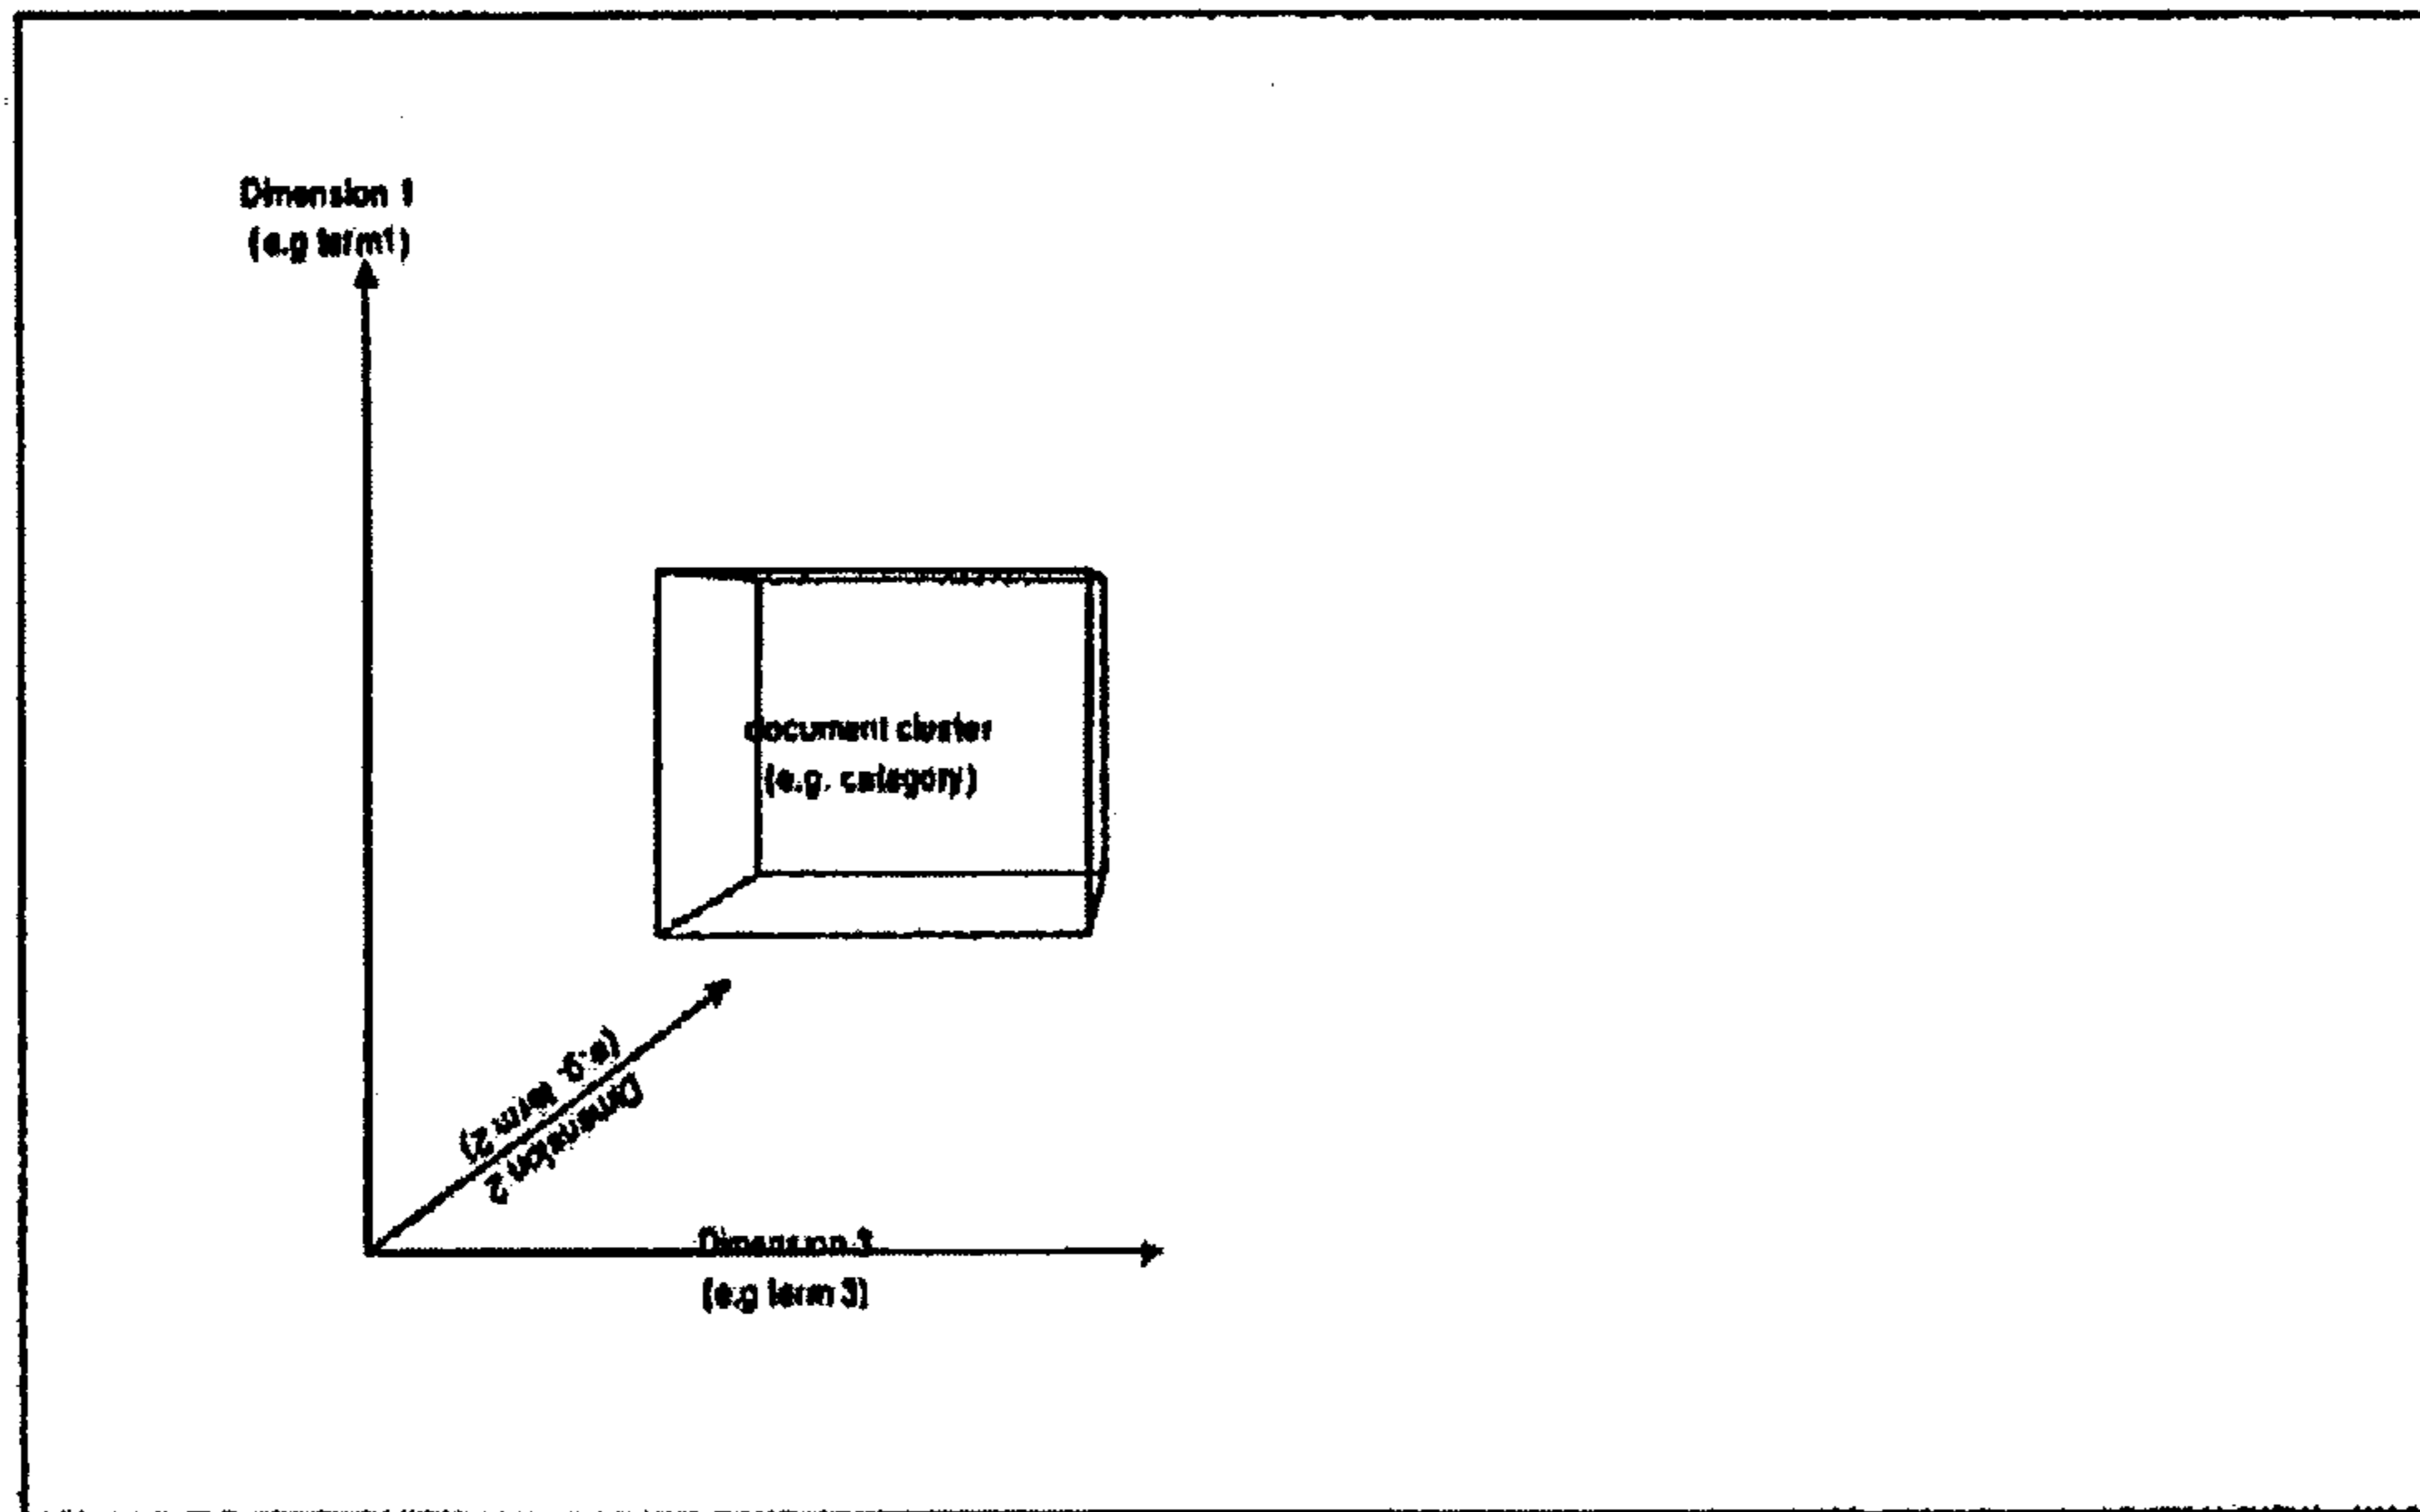 Dimension 1
(e.g term1)
document cluster
(e.g. category)
(e.g. term 2)
Dimension 2
Dimension 3
(e.g term 3)